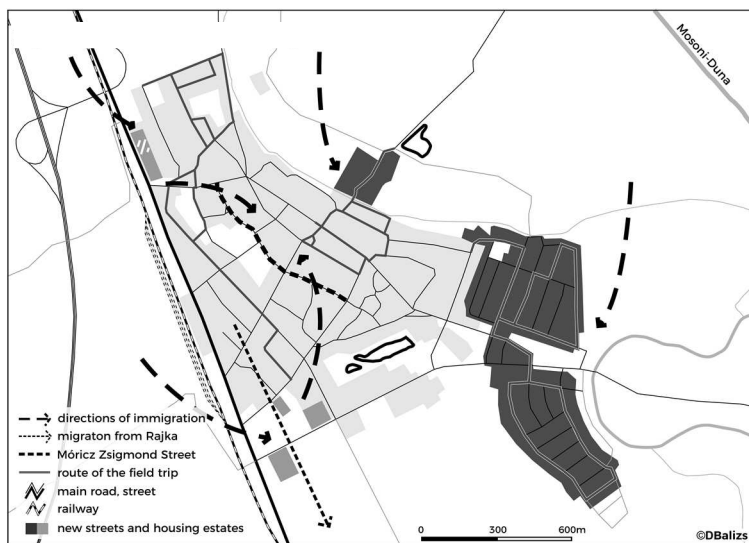 Mosoni-Duna
directions of immigration
migraton from Rajka
Móricz Zsigmond Street
route of the field trip
main road, street
railway
new streets and housing estates
0 300 600m
©DBalizs